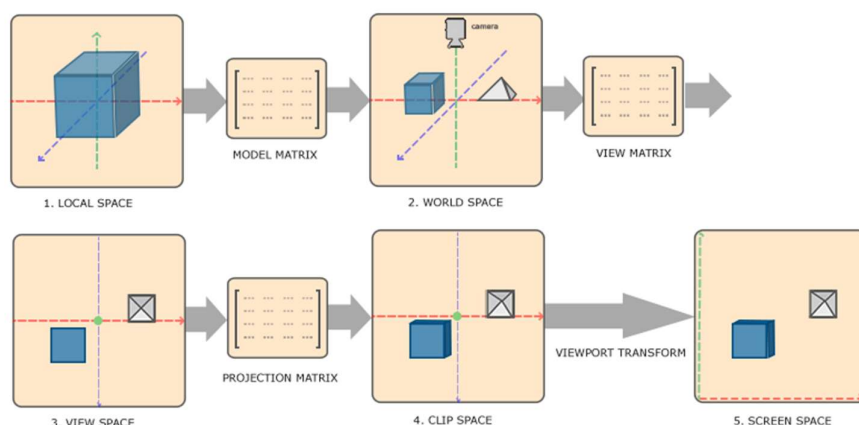 camera
MODEL MATRIX
VIEW MATRIX
1. LOCAL SPACE
2. WORLD SPACE
PROJECTION MATRIX
VIEWPORT TRANSFORM
3. VIEW SPACE
4. CLIP SPACE
5. SCREEN SPACE